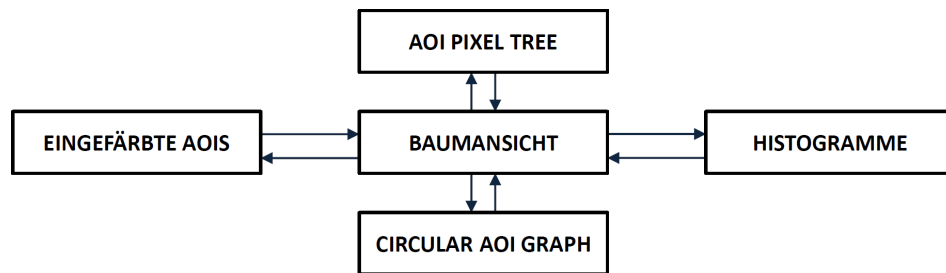 AOI PIXEL TREE
EINGEFÄRBTE AOIS
BAUMANSICHT
HISTOGRAMME
CIRCULAR AOI GRAPH